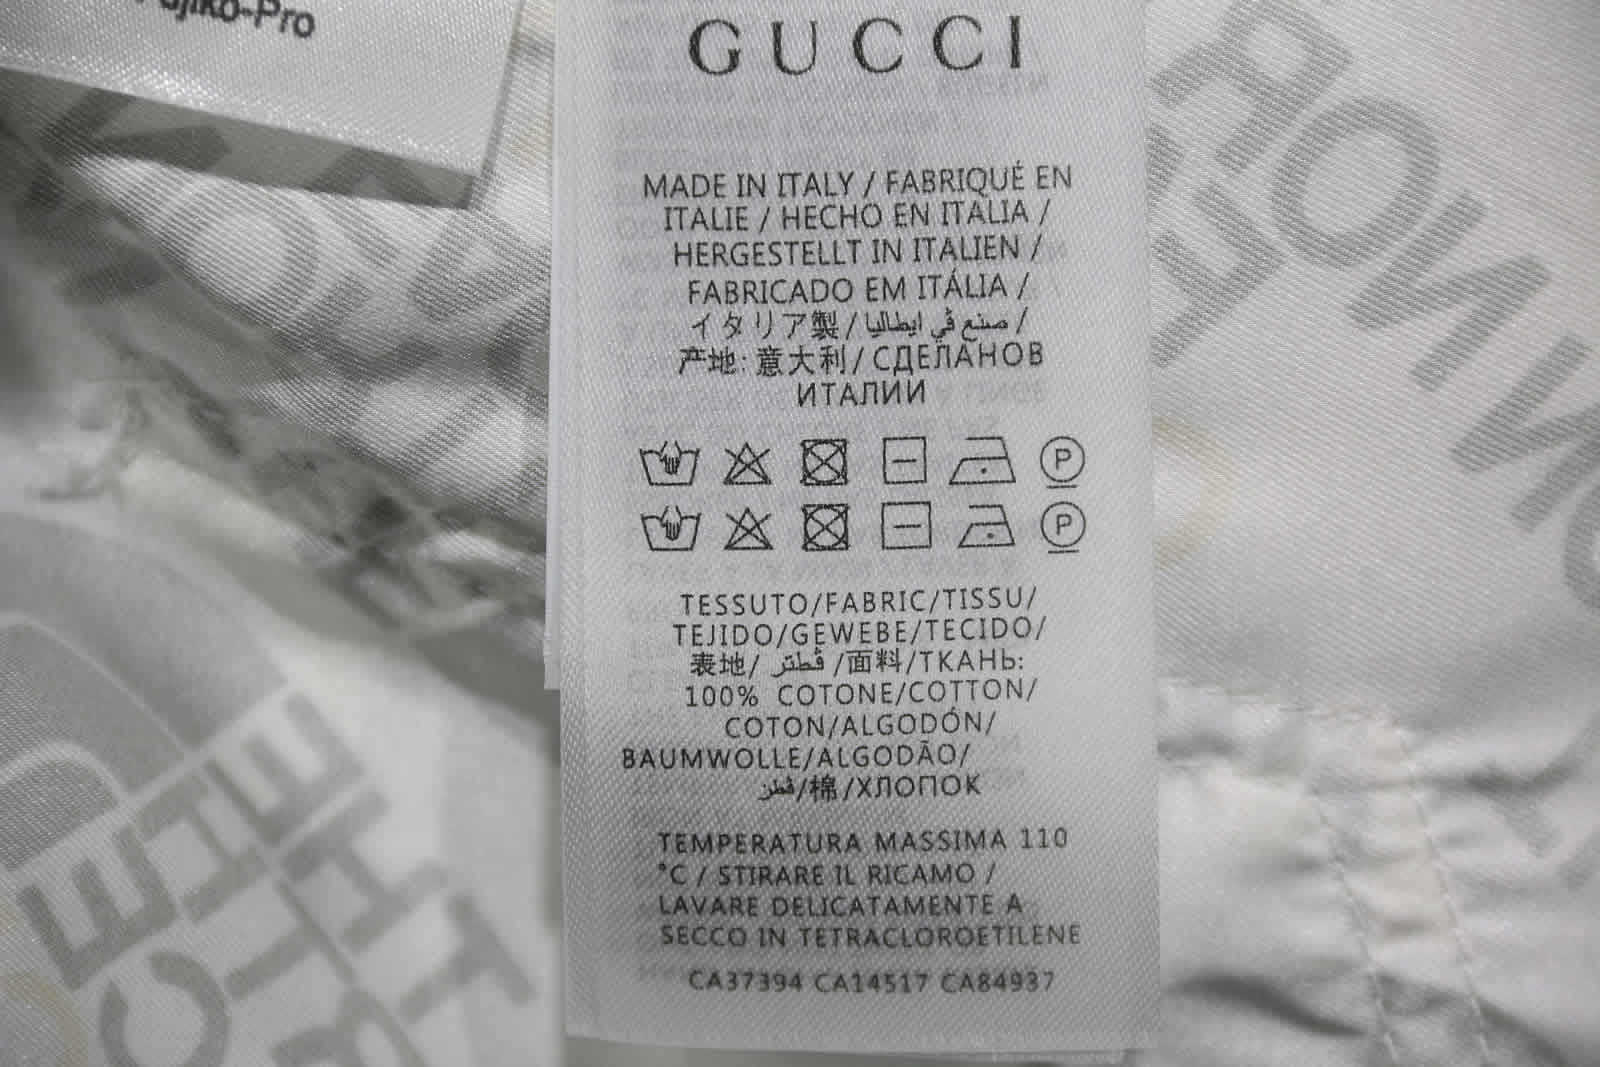 -Pro
GUCCI
MADE IN ITALY / FABRIQUÉ EN
ITALIE / HECHO EN ITALIA /
HERGESTELLT IN ITALIEN /
FABRICADO EM ITÁLIA /
イタリア製 / صنع في ايطاليا /
产地: 意大利 / СДЕЛАНОВ
ИТАЛИИ
P
P
TESSUTO/FABRIC/TISSU/
TEJIDO/GEWEBE/TECIDO/
表地/ قطتز /面料/ТКАНЬ:
100% COTONE/COTTON/
COTON/ALGODÓN/
BAUMWOLLE/ALGODÃO/
قطز/棉/ХЛОПОК
TEMPERATURA MASSIMA 110
°C / STIRARE IL RICAMO /
LAVARE DELICATAMENTE A
SECCO IN TETRACLOROETILENE
CA37394 CA14517 CA84937